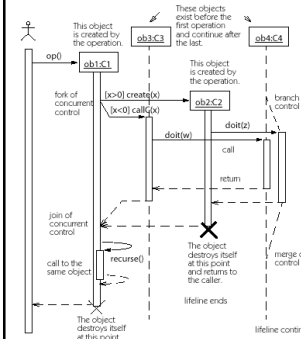 These objects
exist before the
first operation
and continue after
the last.
This object
is created by
the operation.
ob3:C3
ob4:C4
op()
ob1:C1
This object
is created by
the operation.
fork of
concurrent
control
[x>0] create(x)
ob2:C2
[x<0] callC(x)
branch
control
doit(z)
doit(w)
call
return
join of
concurrent
control
call to the
same object
recurse()
The object
destroys itself
at this point
and returns to
the caller.
merge o
control
lifeline ends
The object
destroys itself
at this point
lifeline contin